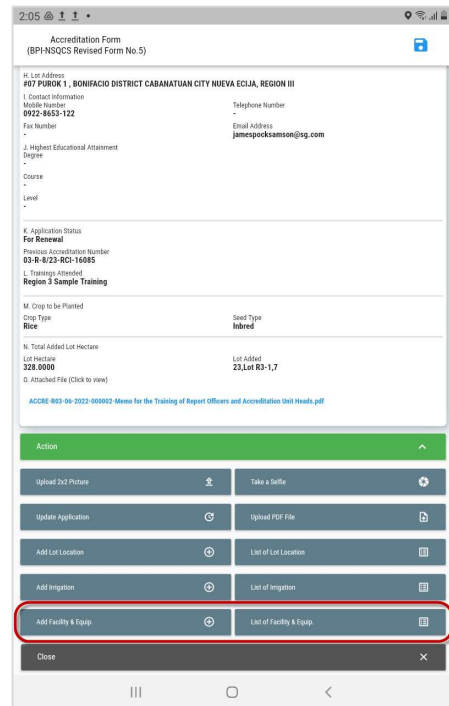 2:05
Accreditation Form
(BPI-NSQCS Revised Form No.5)
H. Lot Address
#07 PUROK 1 , BONIFACIO DISTRICT CABANATUAN CITY NUEVA ECIJA, REGION III
I. Contact Information
Mobile Number
0922-8653-122
Telephone Number
-
Fax Number
-
Email Address
jamespocksamson@sg.com
J. Highest Educational Attainment
Degree
-
Course
-
Level
-
K. Application Status
For Renewal
Previous Accreditation Number
03-R-8/23-RCI-16085
L. Trainings Attended
Region 3 Sample Training
M. Crop to be Planted
Crop Type
Rice
Seed Type
Inbred
N. Total Added Lot Hectare
Lot Hectare
328.0000
Lot Added
23,Lot R3-1,7
O. Attached File (Click to view)
ACCRE-R03-06-2022-000002-Memo for the Training of Report Officers and Accreditation Unit Heads.pdf
Action
Upload 2x2 Picture
Take a Selfie
Update Application
Upload PDF File
Add Lot Location
List of Lot Location
Add Irrigation
List of Irrigation
Add Facility & Equip.
List of Facility & Equip.
Close